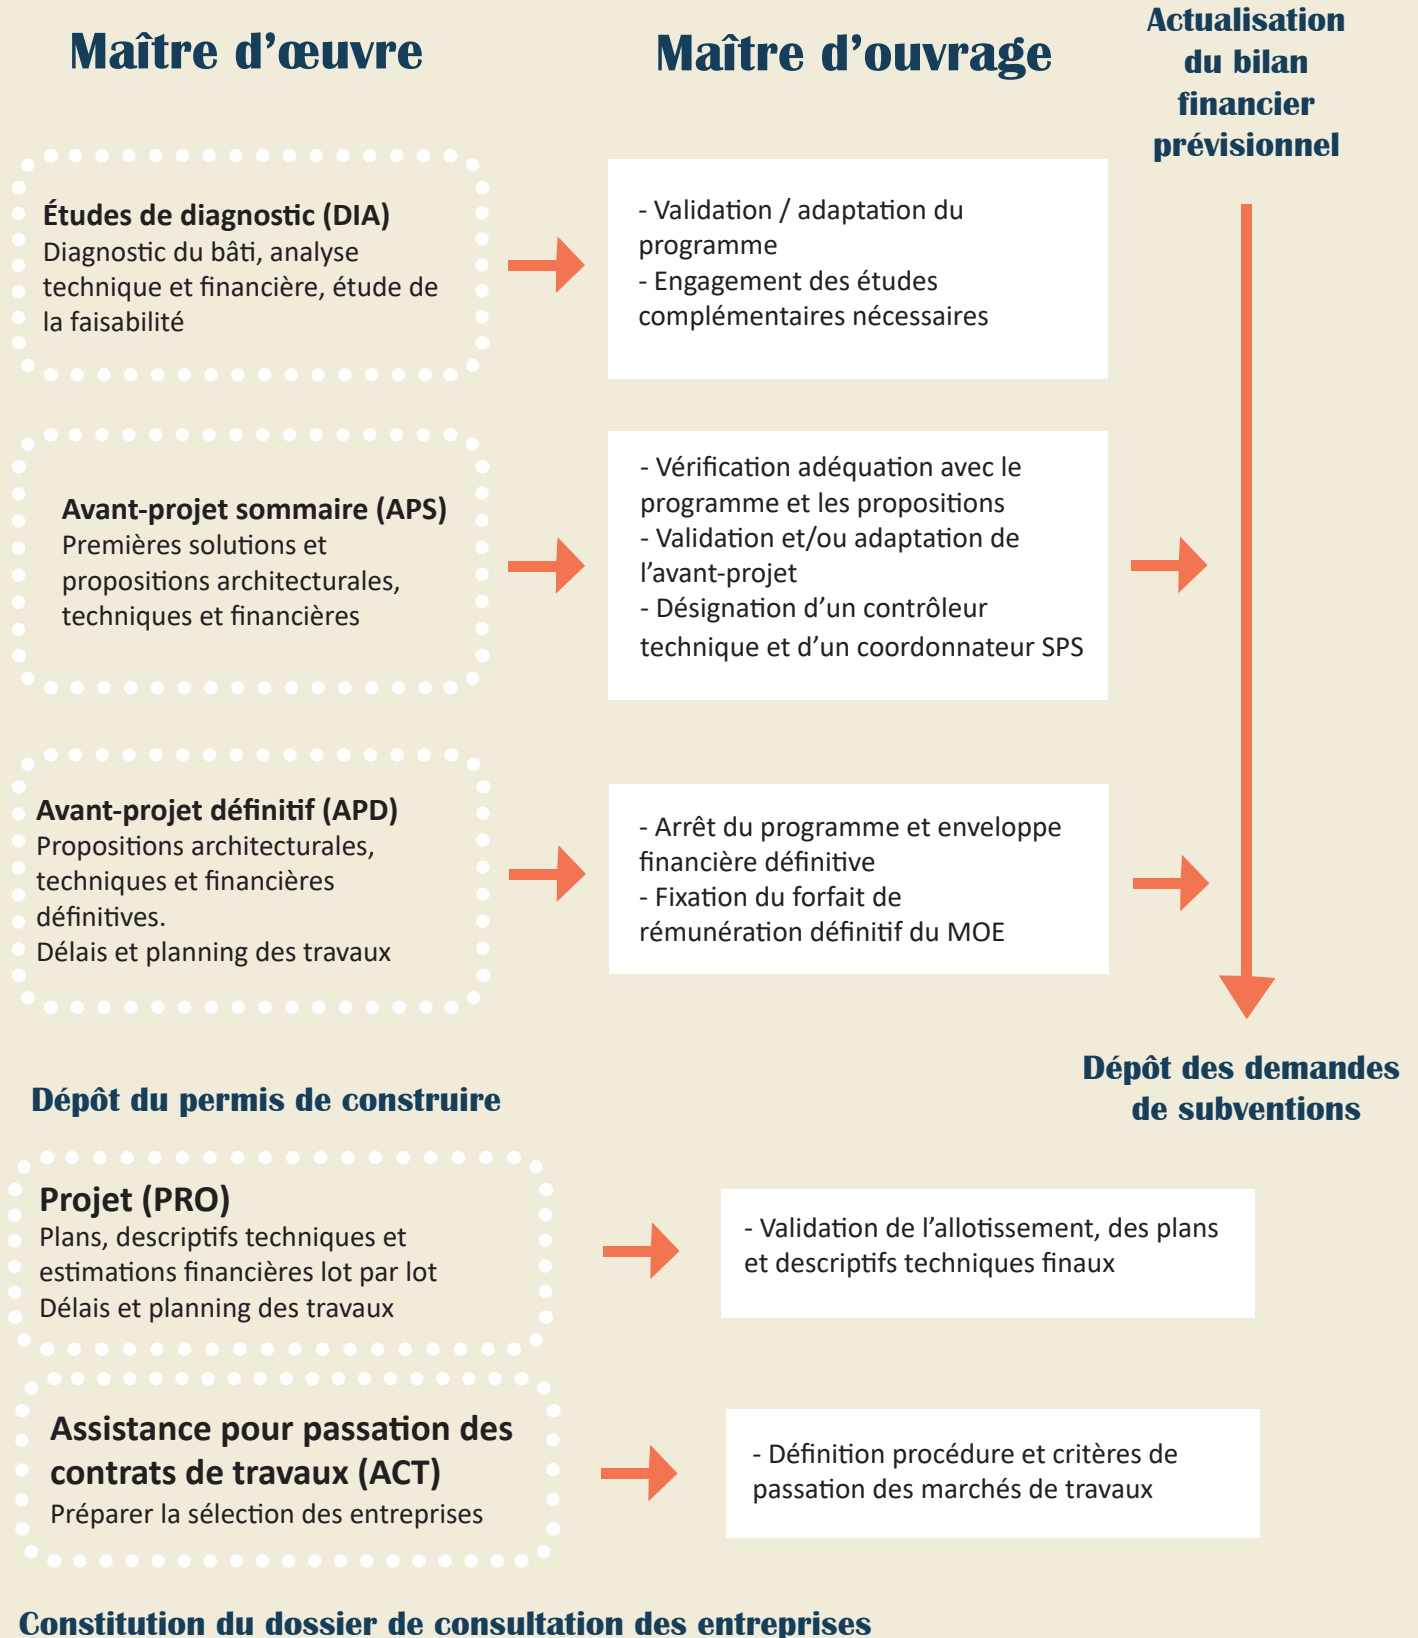 Maître d’œuvre
Maître d’ouvrage
Actualisation
du bilan
financier
prévisionnel
Études de diagnostic (DIA)
Diagnostic du bâti, analyse
technique et financière, étude de
la faisabilité
- Validation / adaptation du
programme
- Engagement des études
complémentaires nécessaires
Avant-projet sommaire (APS)
Premières solutions et
propositions architecturales,
techniques et financières
- Vérification adéquation avec le
programme et les propositions
- Validation et/ou adaptation de
l’avant-projet
- Désignation d’un contrôleur
technique et d’un coordonnateur SPS
Avant-projet définitif (APD)
Propositions architecturales,
techniques et financières
définitives.
Délais et planning des travaux
- Arrêt du programme et enveloppe
financière définitive
- Fixation du forfait de
rémunération définitif du MOE
Dépôt des demandes
de subventions
Dépôt du permis de construire
Projet (PRO)
Plans, descriptifs techniques et
estimations financières lot par lot
Délais et planning des travaux
- Validation de l’allotissement, des plans
et descriptifs techniques finaux
Assistance pour passation des
contrats de travaux (ACT)
Préparer la sélection des entreprises
- Définition procédure et critères de
passation des marchés de travaux
Constitution du dossier de consultation des entreprises